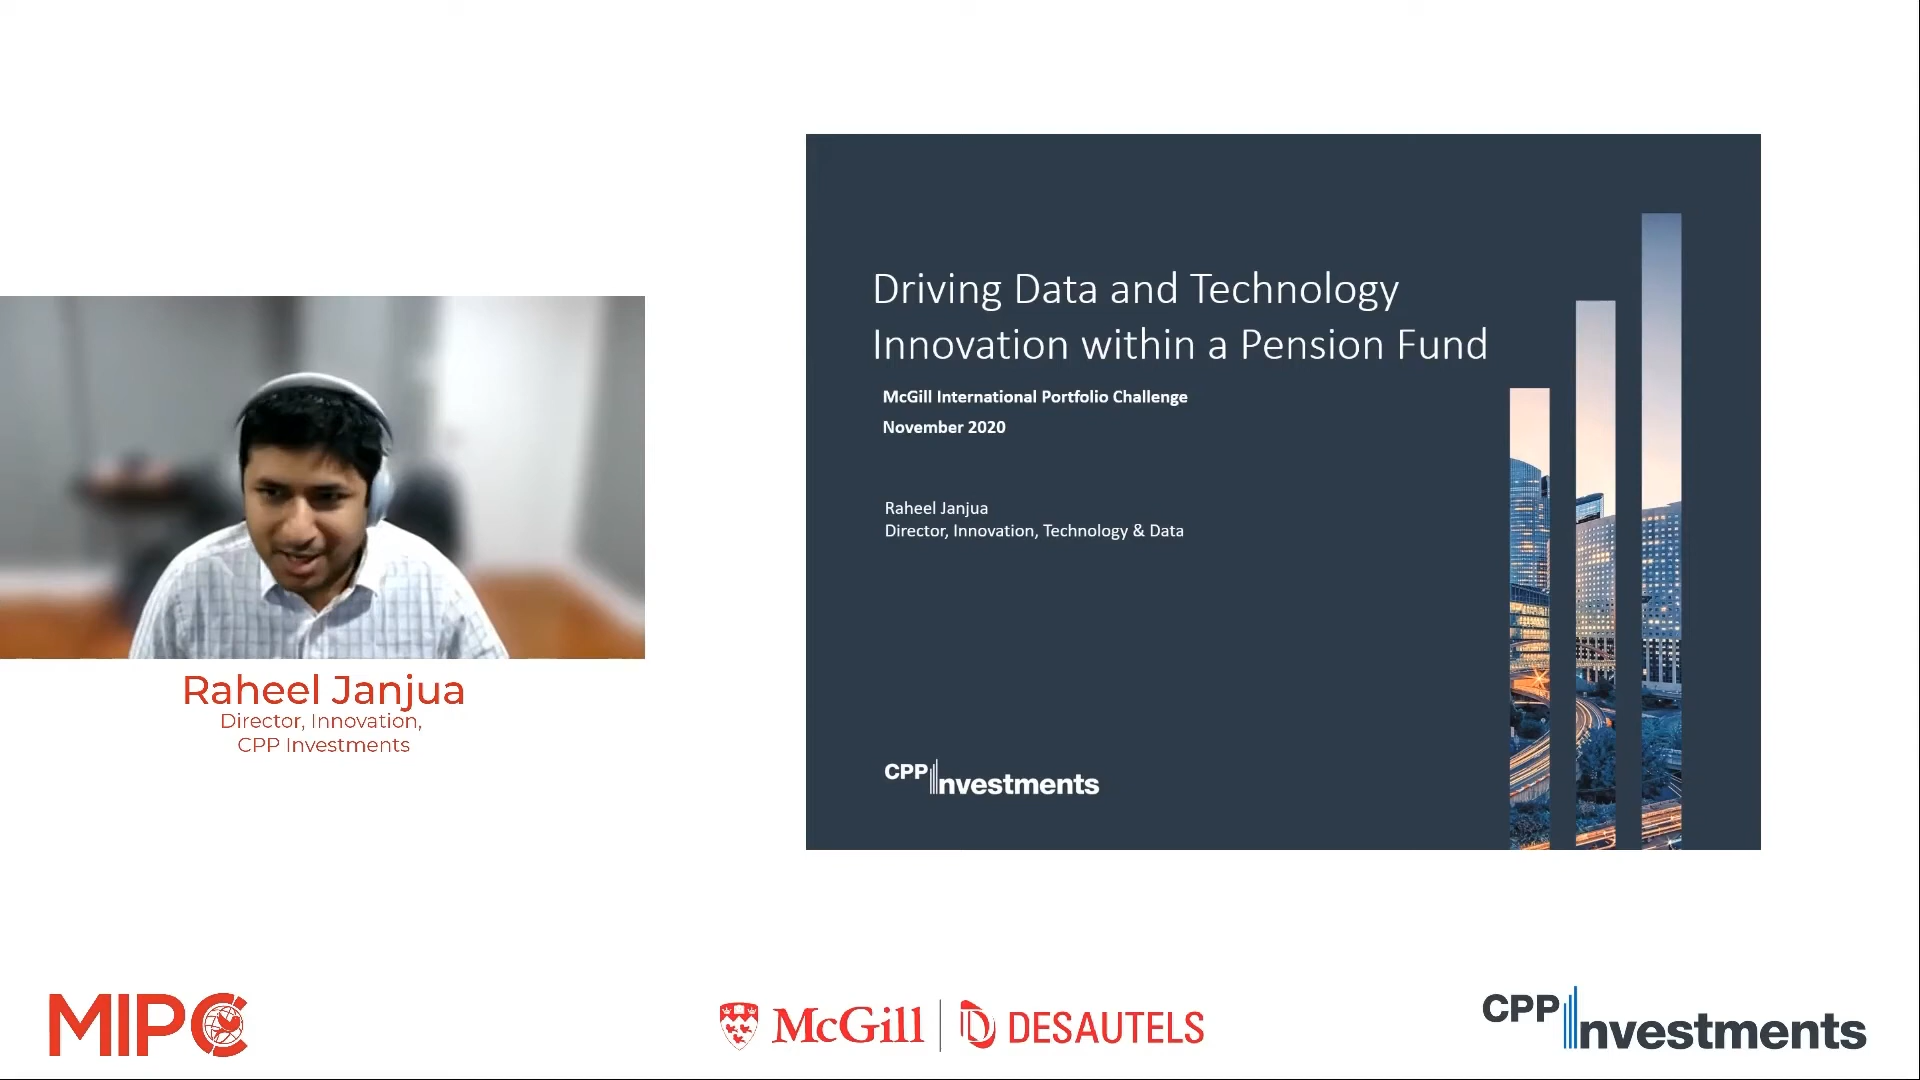 Driving Data and Technology
Innovation within a Pension Fund
McGill International Portfolio Challenge
November 2020
Raheel Janjua
Director, Innovation, Technology & Data
CPP Investments
Raheel Janjua
Director, Innovation,
CPP Investments
MIPC
McGill DESAUTELS
CPP Investments